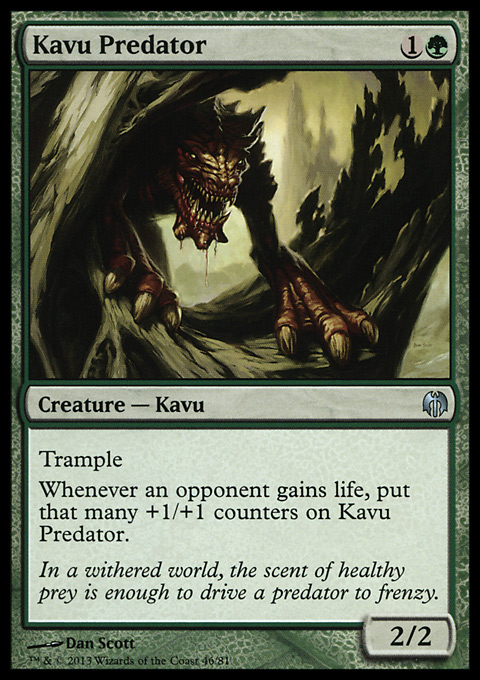 Kavu Predator 1
Creature — Kavu
Trample
Whenever an opponent gains life, put
that many +1/+1 counters on Kavu
Predator.
In a withered world, the scent of healthy
prey is enough to drive a predator to frenzy.
2/2
Dan Scott
™ & © 2013 Wizards of the Coast 46/81